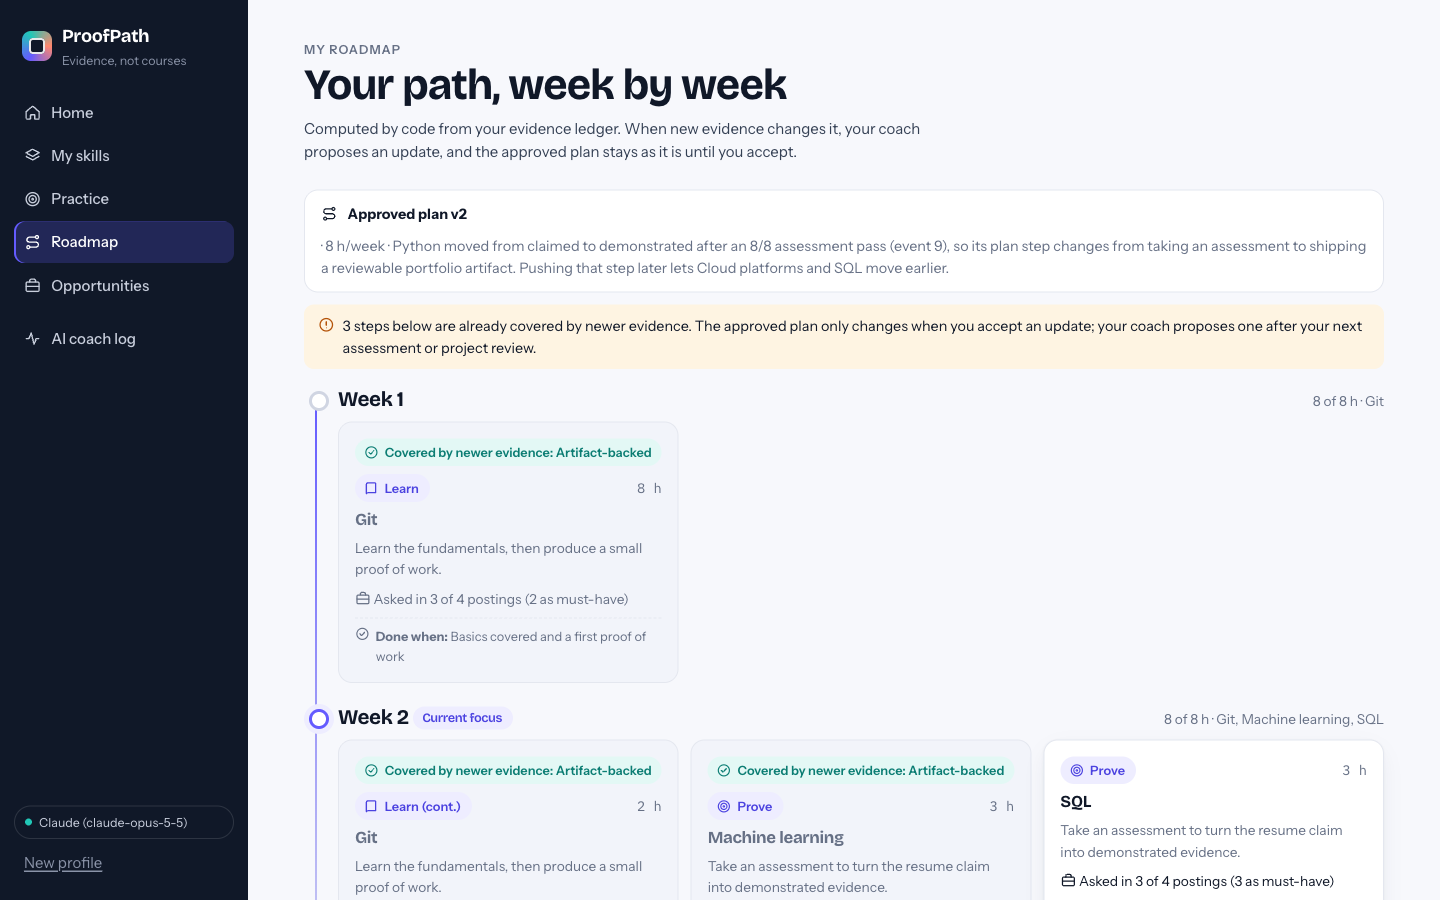 ProofPath
Evidence, not courses
Home
My skills
Practice
Roadmap
Opportunities
AI coach log
Claude (claude-opus-5-5)
New profile
MY ROADMAP
Your path, week by week
Computed by code from your evidence ledger. When new evidence changes it, your coach
proposes an update, and the approved plan stays as it is until you accept.
Approved plan v2
· 8 h/week · Python moved from claimed to demonstrated after an 8/8 assessment pass (event 9), so its plan step changes from taking an assessment to shipping
a reviewable portfolio artifact. Pushing that step later lets Cloud platforms and SQL move earlier.
3 steps below are already covered by newer evidence. The approved plan only changes when you accept an update; your coach proposes one after your next
assessment or project review.
Week 1
8 of 8 h · Git
Covered by newer evidence: Artifact-backed
Learn
8 h
Git
Learn the fundamentals, then produce a small
proof of work.
Asked in 3 of 4 postings (2 as must-have)
Done when: Basics covered and a first proof of
work
Week 2
Current focus
8 of 8 h · Git, Machine learning, SQL
Covered by newer evidence: Artifact-backed
Learn (cont.)
2 h
Git
Learn the fundamentals, then produce a small
proof of work.
Covered by newer evidence: Artifact-backed
Prove
3 h
Machine learning
Take an assessment to turn the resume claim
into demonstrated evidence.
Prove
3 h
SQL
Take an assessment to turn the resume claim
into demonstrated evidence.
Asked in 3 of 4 postings (3 as must-have)